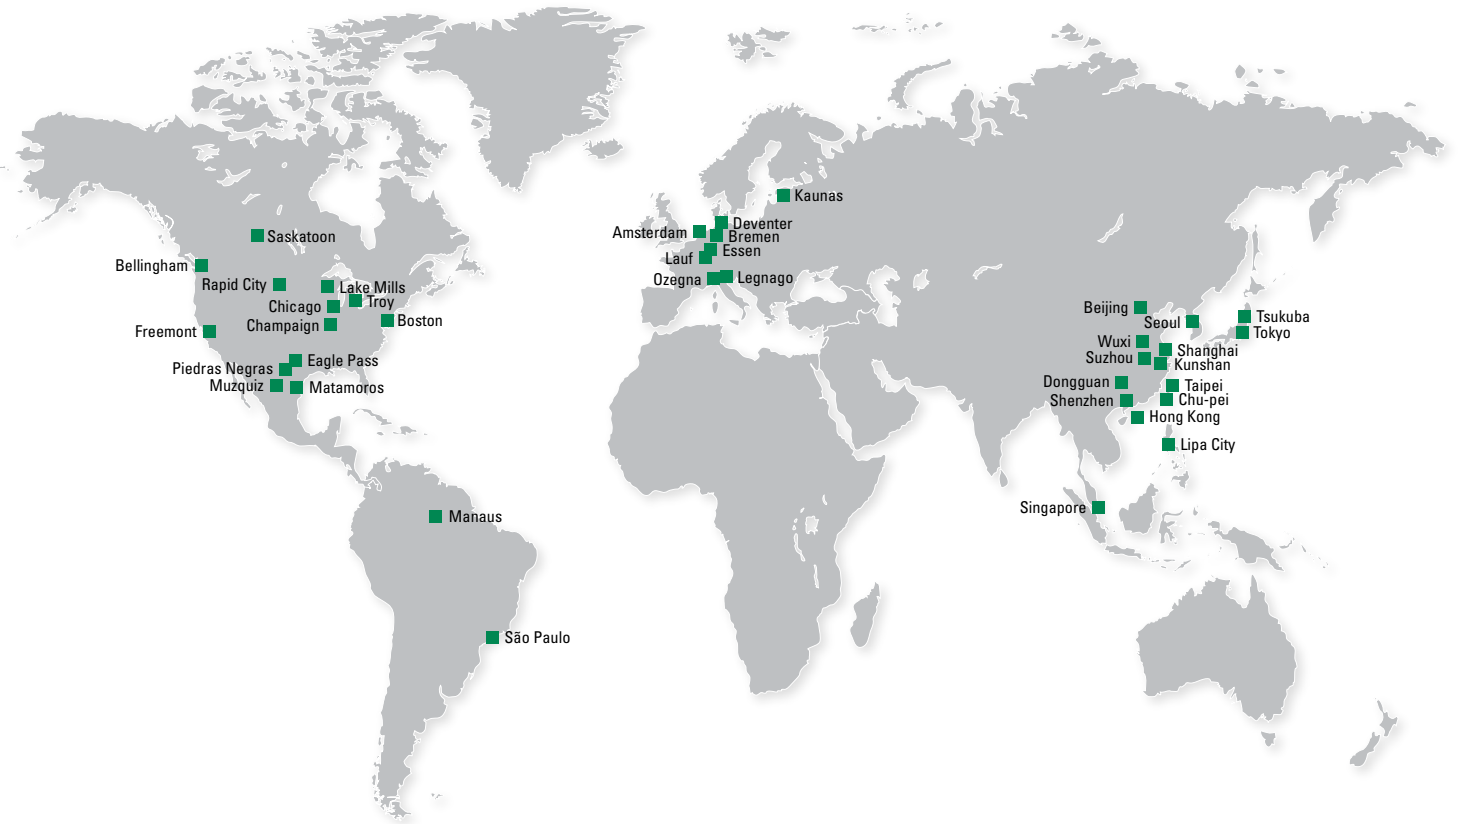 Kaunas
Deventer
Amsterdam
Bremen
Saskatoon
Essen
Lauf
Bellingham
Ozegna
Legnago
Rapid City
Lake Mills
Troy
Chicago
Beijing
Tsukuba
Boston
Seoul
Champaign
Freemont
Tokyo
Wuxi
Shanghai
Suzhou
Eagle Pass
Kunshan
Piedras Negras
Dongguan
Muzquiz
Taipei
Matamoros
Chu-pei
Shenzhen
Hong Kong
Lipa City
Singapore
Manaus
São Paulo